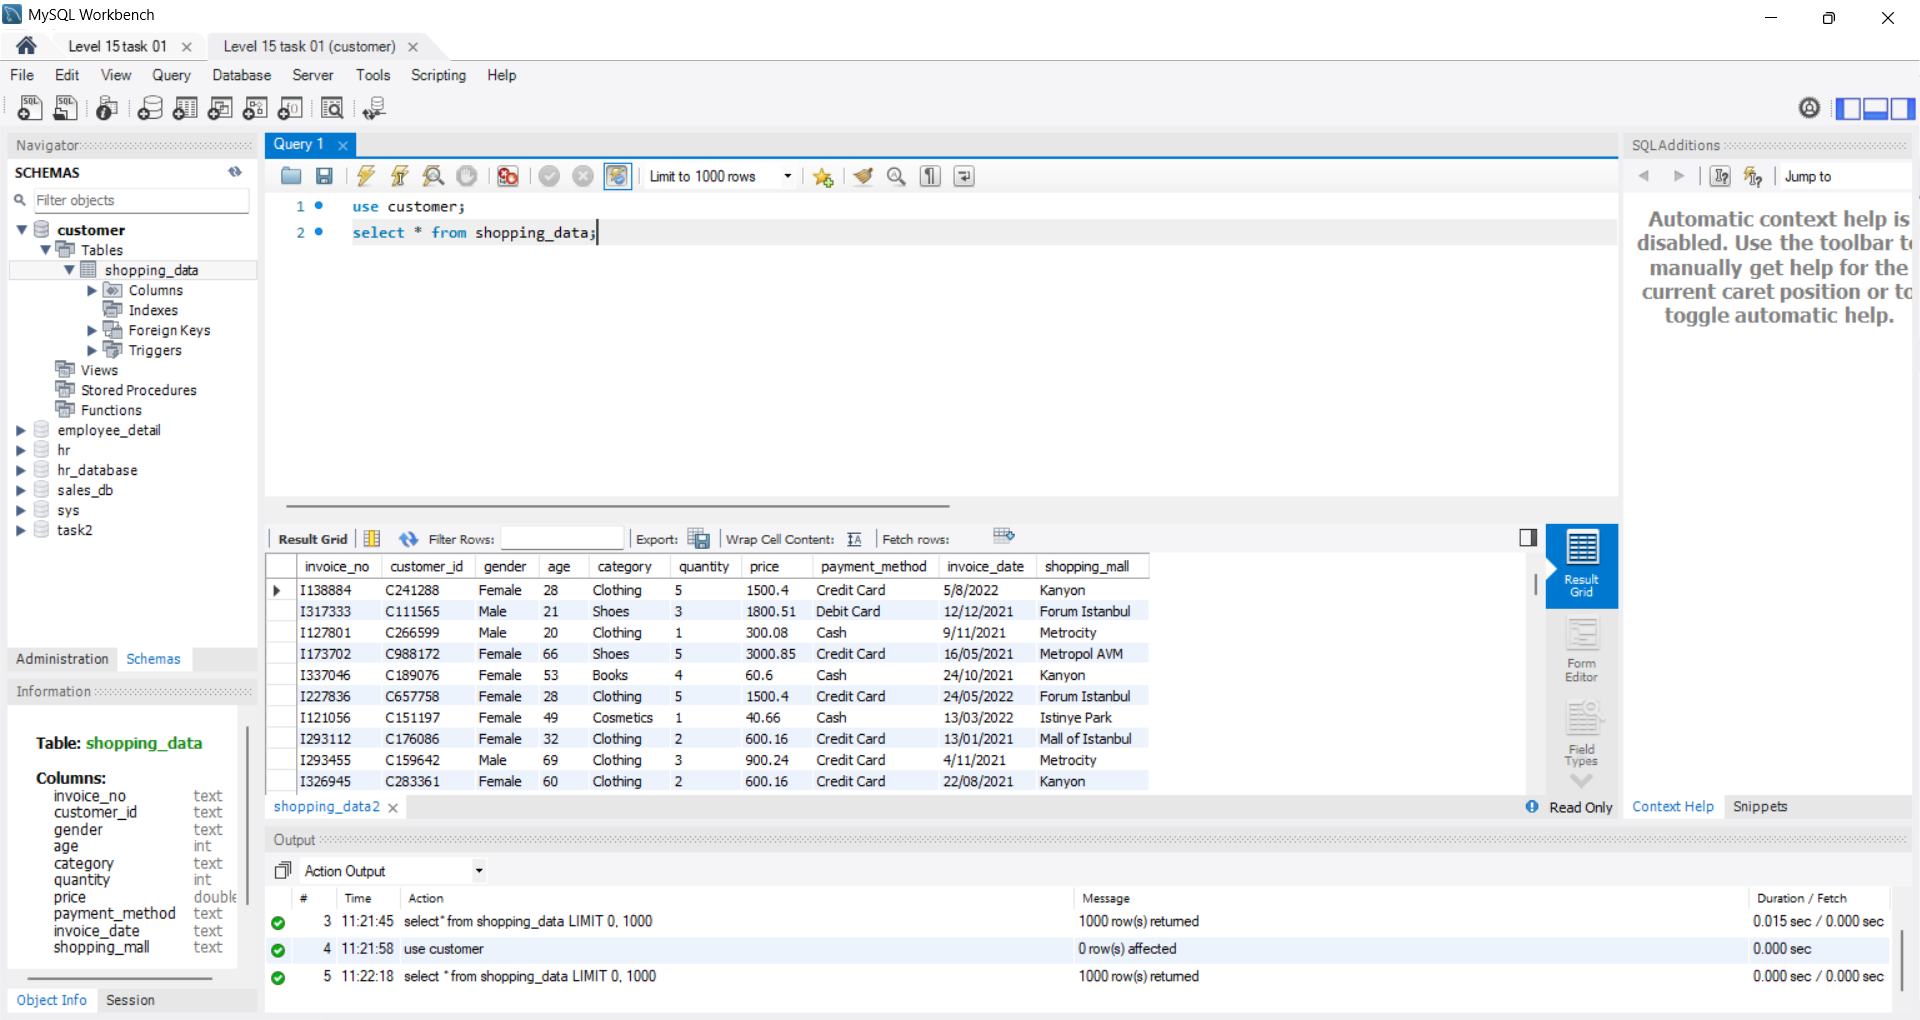 MySQL Workbench
Level 15 task 01
Level 15 task 01 (customer)
File Edit View Query Database Server Tools Scripting Help
Navigator
SCHEMAS
Filter objects
customer
Tables
shopping_data
Columns
Indexes
Foreign Keys
Triggers
Views
Stored Procedures
Functions
employee_detail
hr
hr_database
sales_db
sys
task2
Administration Schemas
Information
Table: shopping_data
Columns:
invoice_no text
customer_id text
gender text
age int
category text
quantity int
price double
payment_method text
invoice_date text
shopping_mall text
Object Info Session
Query 1
Limit to 1000 rows
1 use customer;
2 select * from shopping_data;
Result Grid Filter Rows: Export: Wrap Cell Content: Fetch rows:
invoice_no customer_id gender age category quantity price payment_method invoice_date shopping_mall
I138884 C241288 Female 28 Clothing 5 1500.4 Credit Card 5/8/2022 Kanyon
I317333 C111565 Male 21 Shoes 3 1800.51 Debit Card 12/12/2021 Forum Istanbul
I127801 C266599 Male 20 Clothing 1 300.08 Cash 9/11/2021 Metrocity
I173702 C988172 Female 66 Shoes 5 3000.85 Credit Card 16/05/2021 Metropol AVM
I337046 C189076 Female 53 Books 4 60.6 Cash 24/10/2021 Kanyon
I227836 C657758 Female 28 Clothing 5 1500.4 Credit Card 24/05/2022 Forum Istanbul
I121056 C151197 Female 49 Cosmetics 1 40.66 Cash 13/03/2022 Istinye Park
I293112 C176086 Female 32 Clothing 2 600.16 Credit Card 13/01/2021 Mall of Istanbul
I293455 C159642 Male 69 Clothing 3 900.24 Credit Card 4/11/2021 Metrocity
I326945 C283361 Female 60 Clothing 2 600.16 Credit Card 22/08/2021 Kanyon
Result
Grid
Form
Editor
Field
Types
shopping_data2
Read Only
SQLAdditions
Jump to
Automatic context help is
disabled. Use the toolbar to
manually get help for the
current caret position or to
toggle automatic help.
Context Help Snippets
Output
Action Output
# Time Action Message Duration / Fetch
3 11:21:45 select* from shopping_data LIMIT 0, 1000 1000 row(s) returned 0.015 sec / 0.000 sec
4 11:21:58 use customer 0 row(s) affected 0.000 sec
5 11:22:18 select * from shopping_data LIMIT 0, 1000 1000 row(s) returned 0.000 sec / 0.000 sec